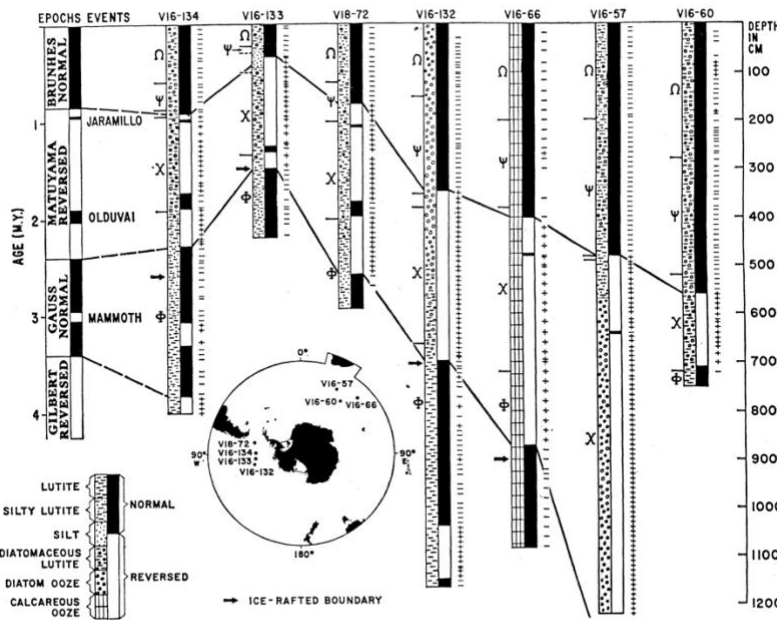 EPOCHS EVENTS V16-134 V16-133 V18-72 V16-132 V16-66 V16-57 V16-60 DEPTH IN CM
BRUNHES NORMAL
MATUYAMA REVERSED
GAUSS NORMAL
GILBERT REVERSED
AGE (M.Y.)
1
2
3
4
JARAMILLO
OLDUVAI
MAMMOTH
Ω Ψ χ Φ
Ω Ψ χ Φ
Ω Ψ χ Φ
Ω Ψ χ Φ
Ω Ψ χ Φ
Ω Ψ χ
Ω Ψ χ Φ
100
200
300
400
500
600
700
800
900
1000
1100
1200
0°
V16-57
V16-60
V16-66
V18-72
V16-134
V16-133
V16-132
90° W
90° E
180°
LUTITE
SILTY LUTITE
SILT
DIATOMACEOUS LUTITE
DIATOM OOZE
CALCAREOUS OOZE
NORMAL
REVERSED
→ ICE-RAFTED BOUNDARY